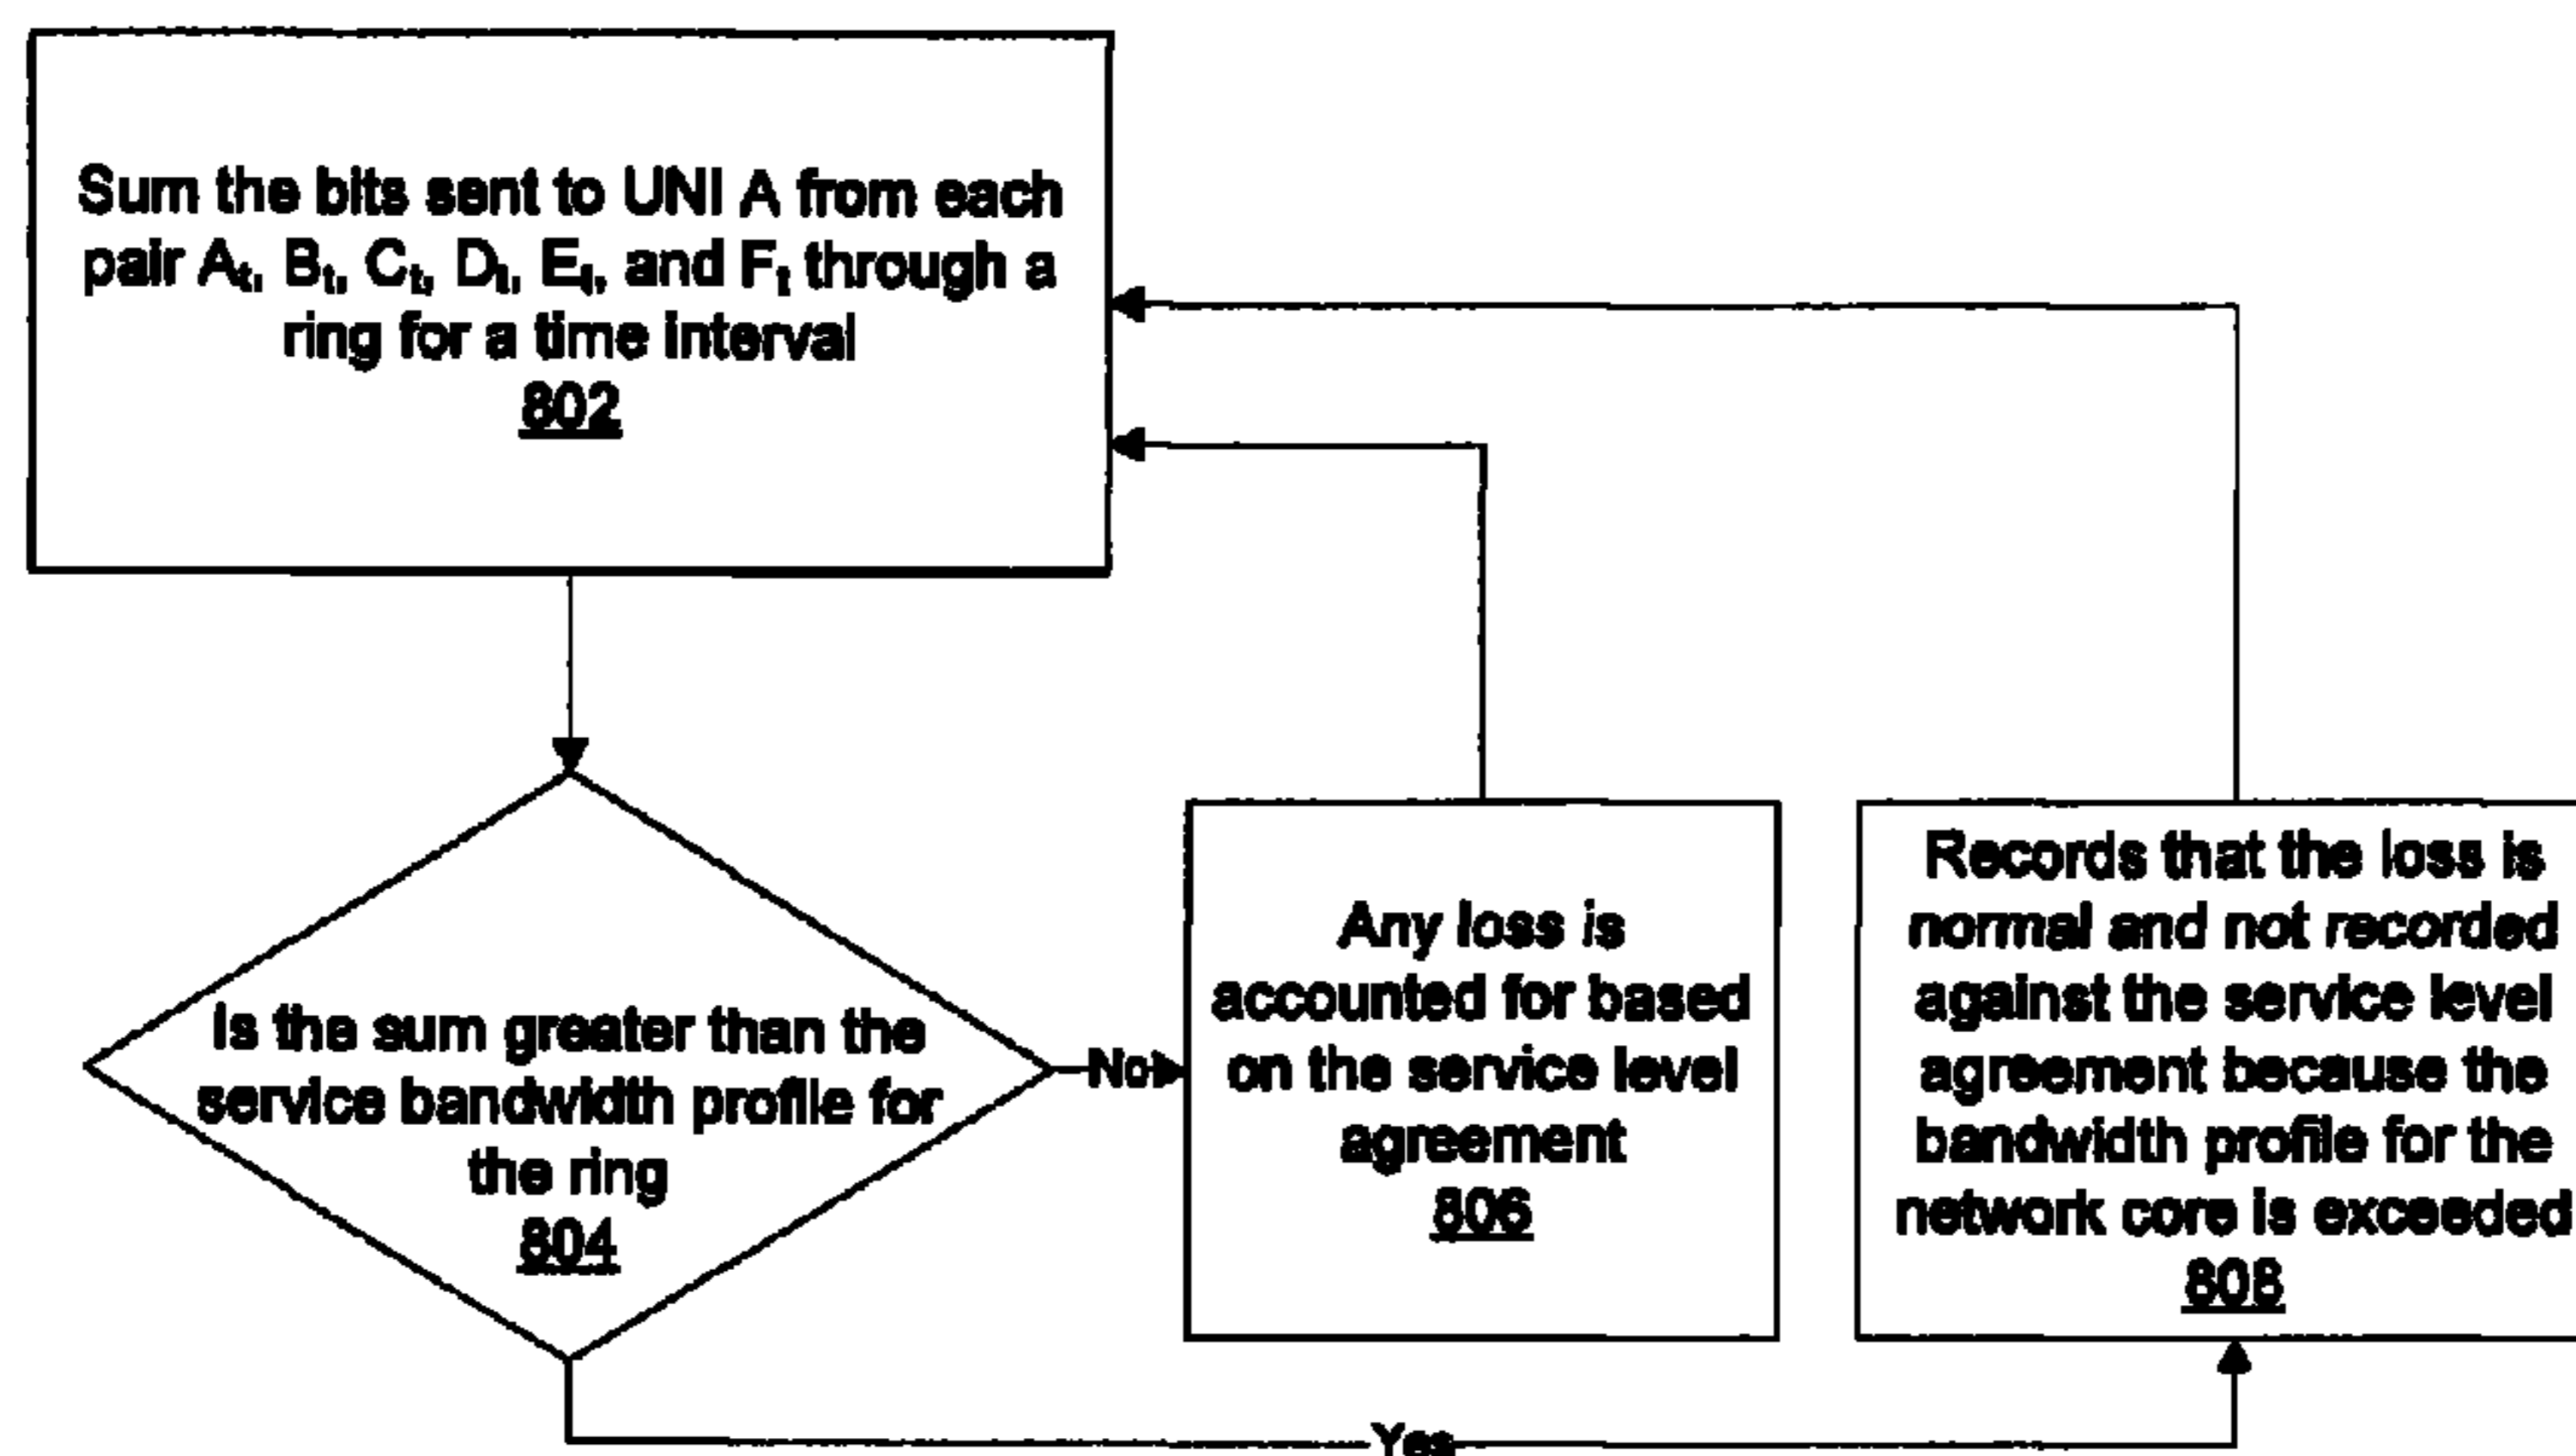 Sum the bits sent to UNI A from each
pair Aₜ, Bₜ, Cₜ, Dₜ, Eₜ, and Fₜ through a
ring for a time interval
802
Is the sum greater than the
service bandwidth profile for
the ring
804
No
Any loss is
accounted for based
on the service level
agreement
806
Records that the loss is
normal and not recorded
against the service level
agreement because the
bandwidth profile for the
network core is exceeded
808
Yes